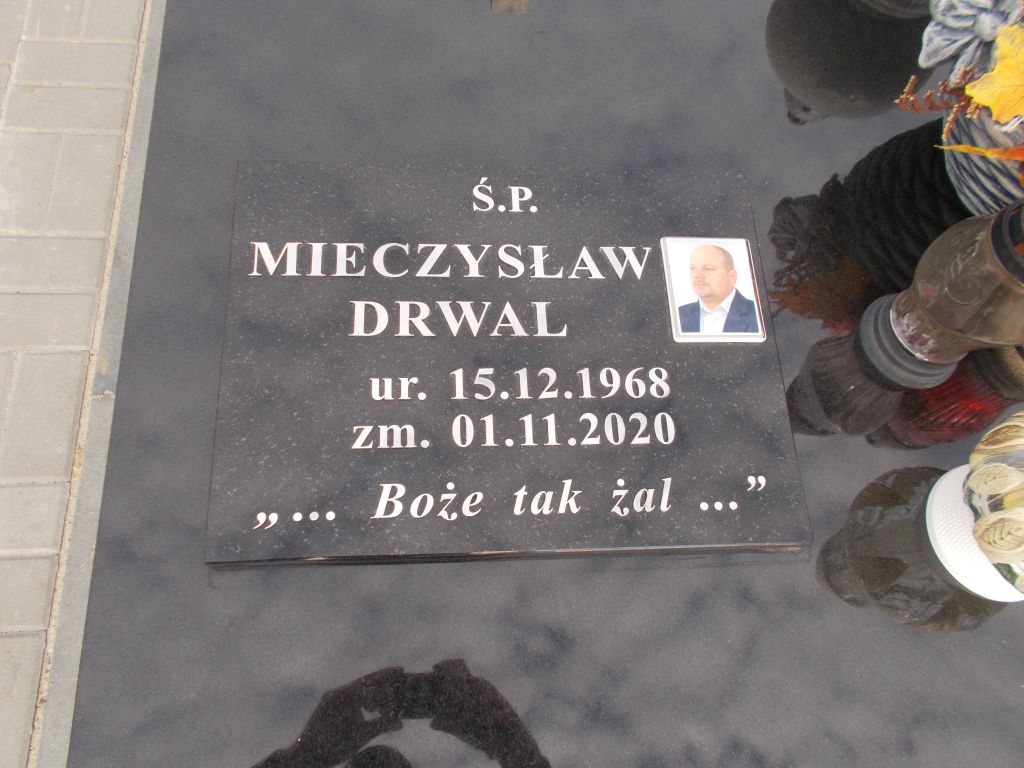 Ś.P.
MIECZYSŁAW
DRWAL
ur. 15.12.1968
zm. 01.11.2020
„... Boże tak żal ...”